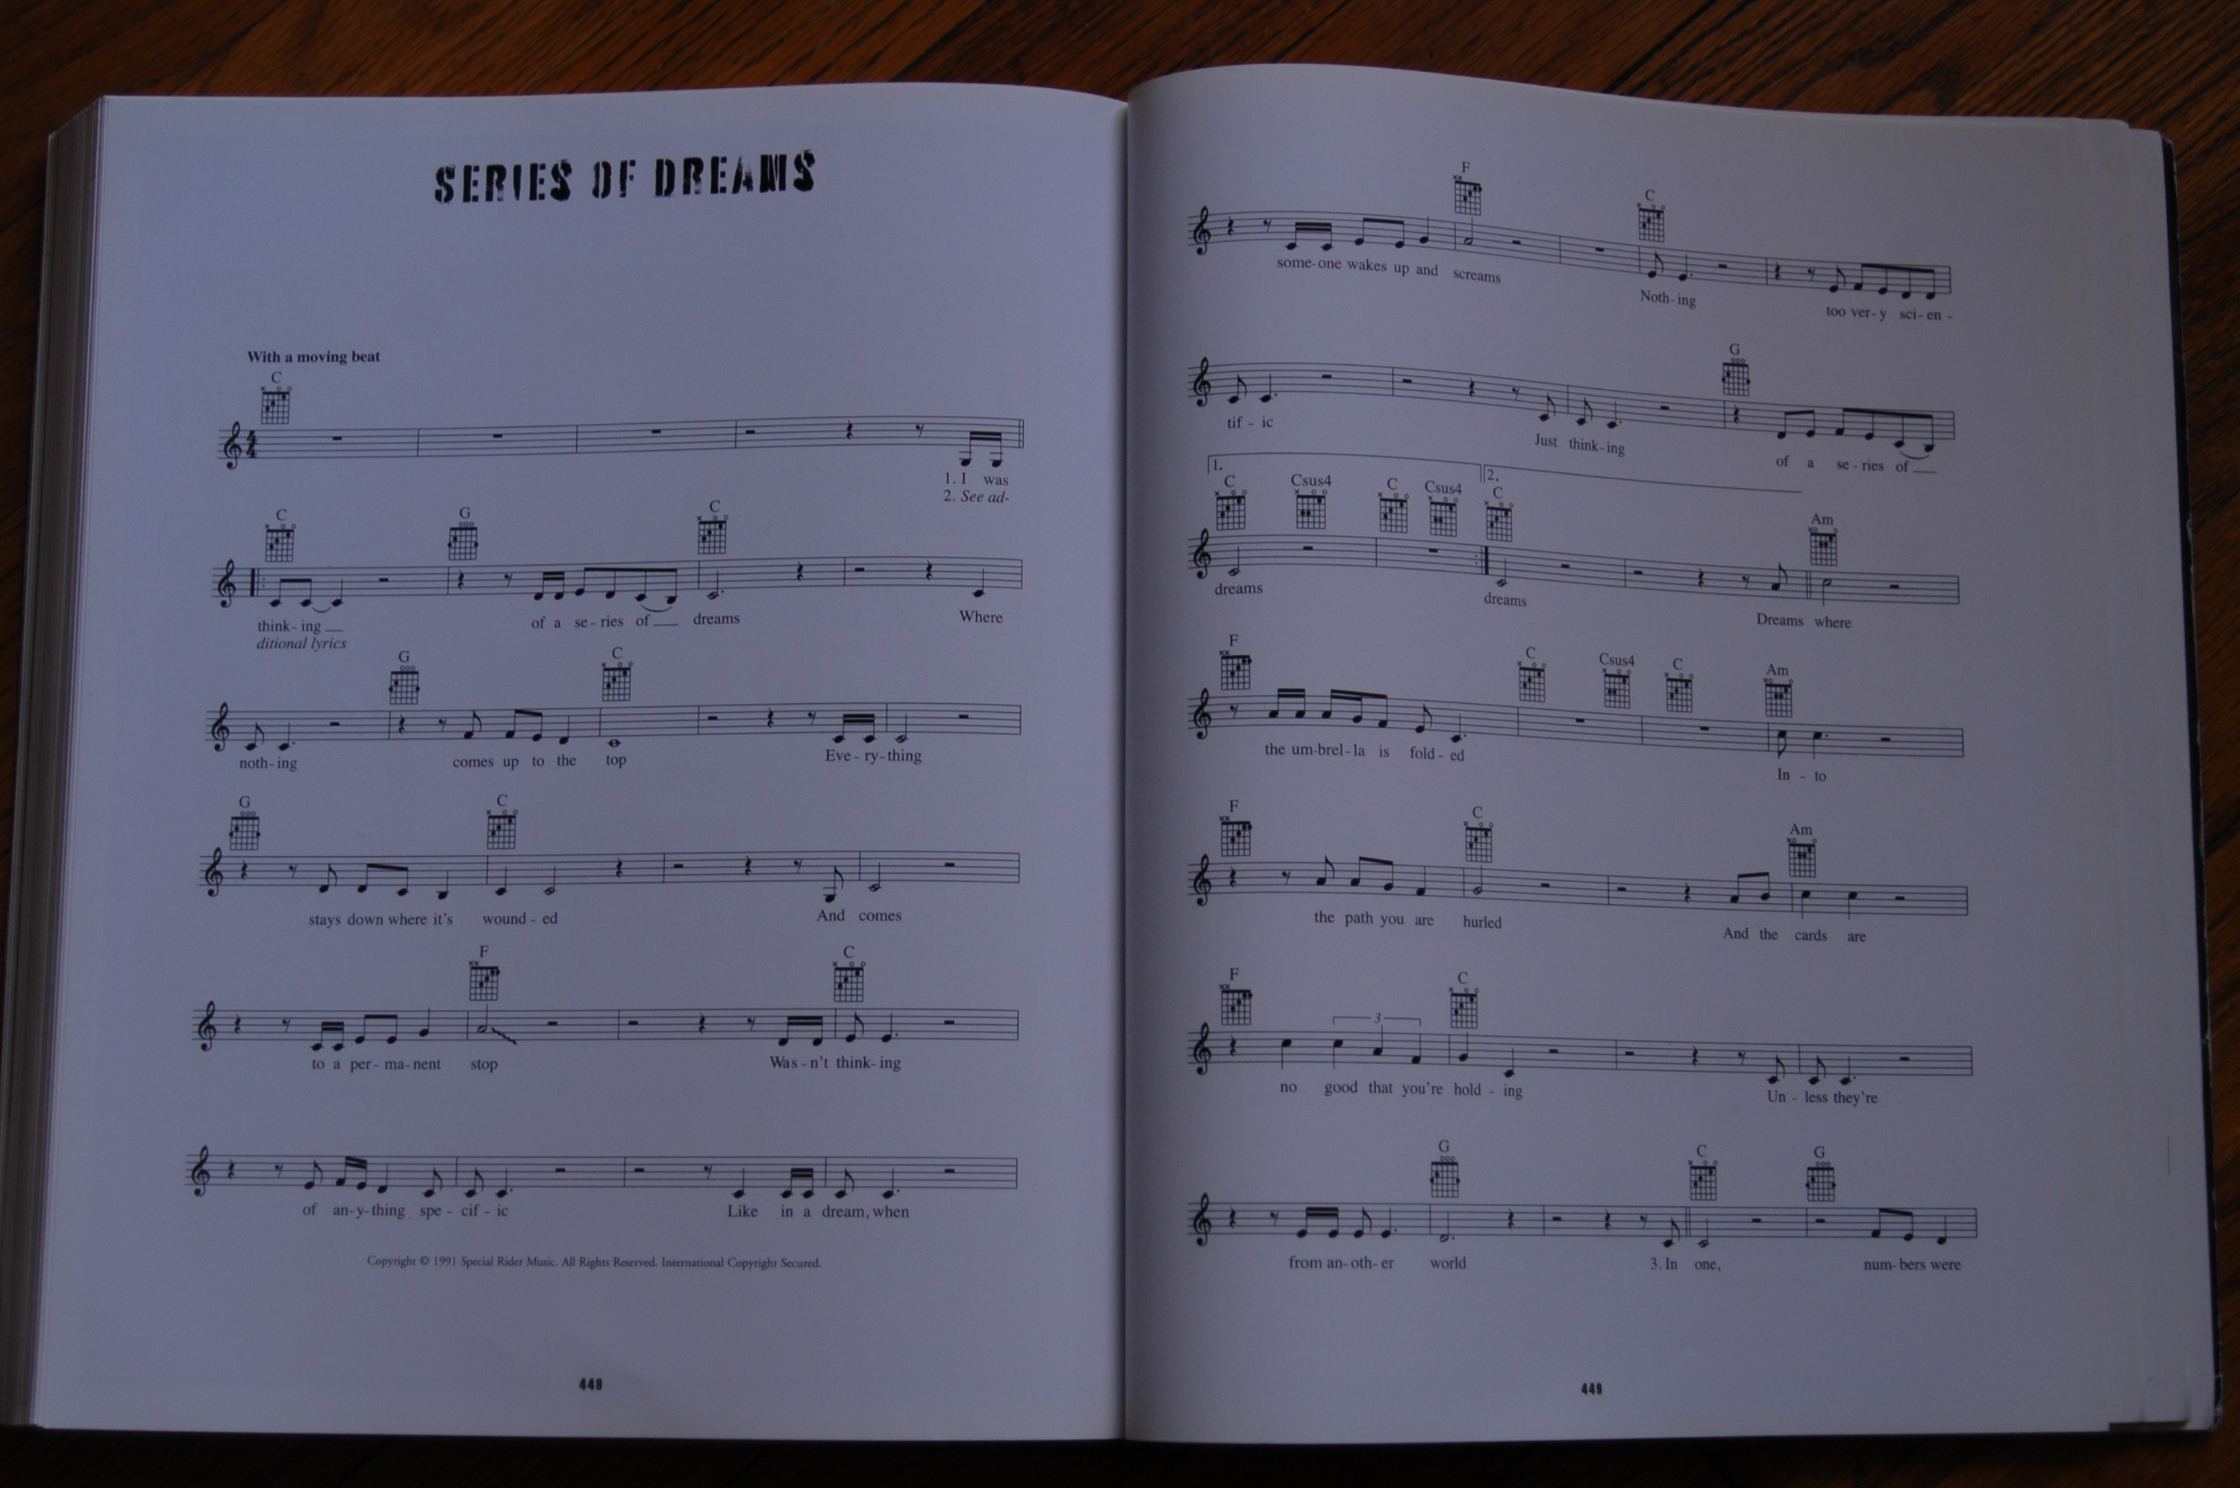 SERIES OF DREAMS
With a moving beat
C
1. I was
2. See ad-
C G C
think- ing of a se- ries of dreams Where
ditional lyrics
G C
noth- ing comes up to the top Eve- ry- thing
G C
stays down where it's wound - ed And comes
F C
to a per- ma- nent stop Was - n't think- ing
of an- y- thing spe - cif - ic Like in a dream, when
Copyright © 1991 Special Rider Music. All Rights Reserved. International Copyright Secured.
448
F C
some- one wakes up and screams Noth- ing too ver- y sci- en -
G
tif - ic Just think- ing of a se - ries of
1. 2.
C Csus4 C Csus4 C Am
dreams dreams Dreams where
F C Csus4 C Am
the um- brel- la is fold - ed In - to
F C Am
the path you are hurled And the cards are
F C
3
no good that you're hold - ing Un - less they're
G C G
from an- oth- er world 3. In one, num- bers were
449